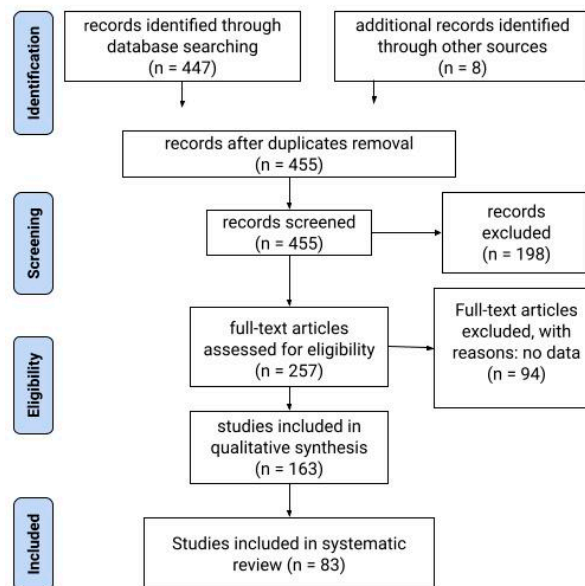 Identification
records identified through
database searching
(n = 447)
additional records identified
through other sources
(n = 8)
records after duplicates removal
(n = 455)
Screening
records screened
(n = 455)
records
excluded
(n = 198)
Eligibility
full-text articles
assessed for eligibility
(n = 257)
Full-text articles
excluded, with
reasons: no data
(n = 94)
studies included in
qualitative synthesis
(n = 163)
Included
Studies included in systematic
review (n = 83)